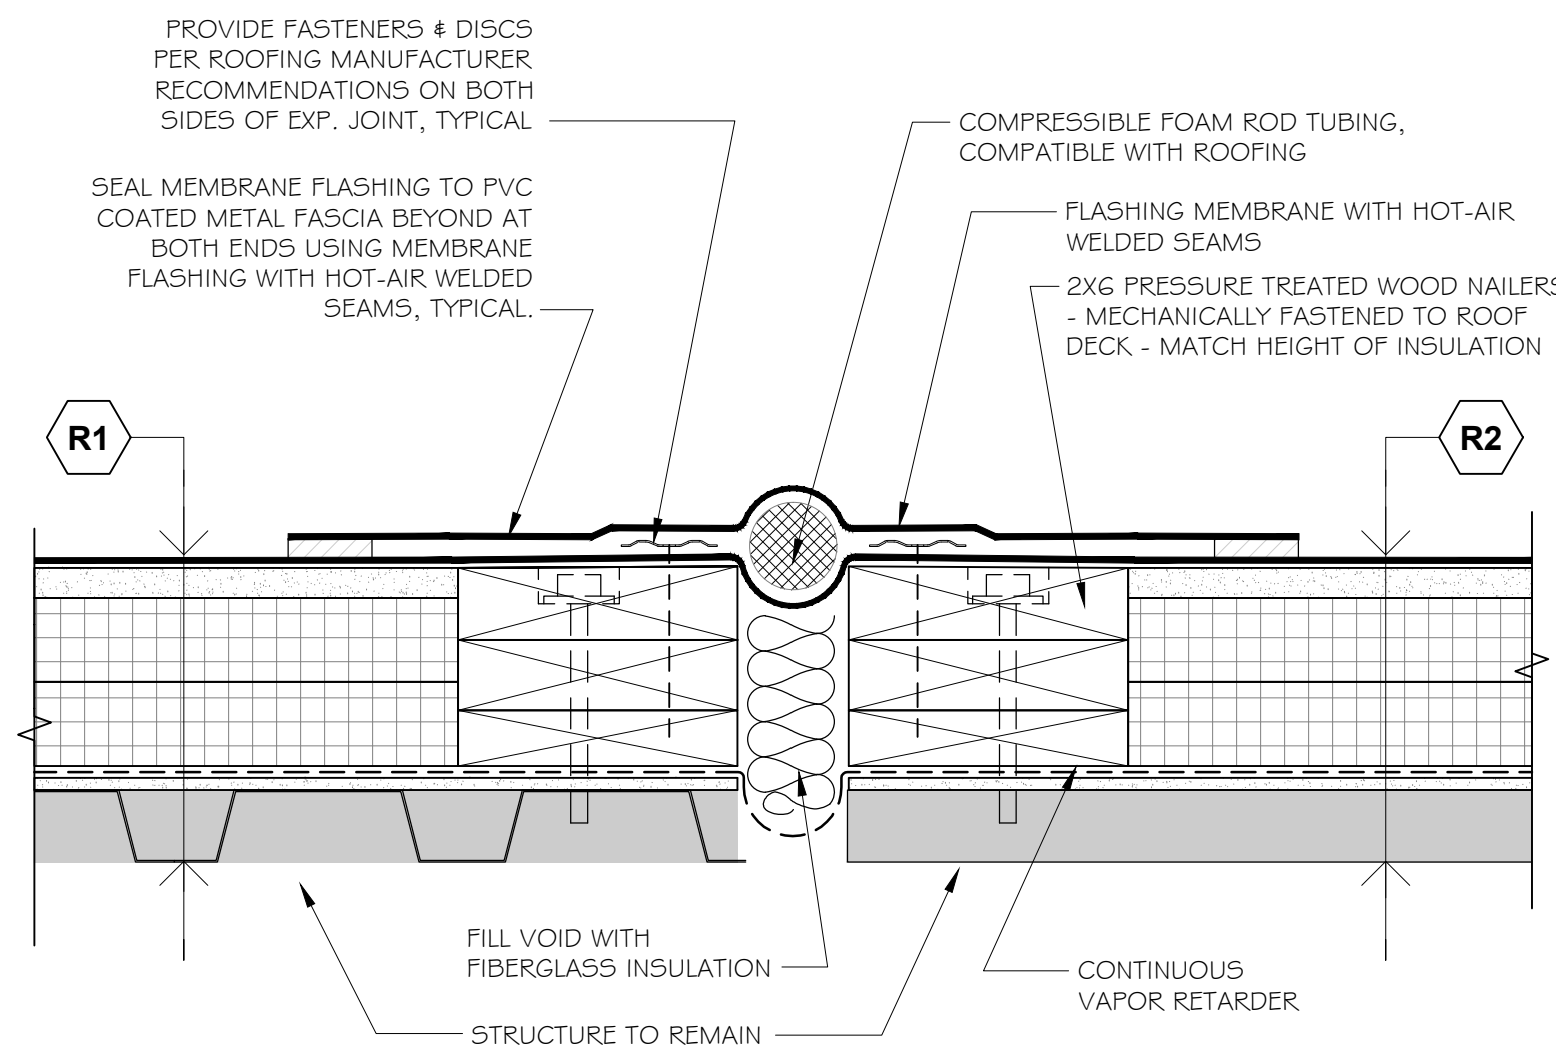 PROVIDE FASTENERS & DISCS
PER ROOFING MANUFACTURER
RECOMMENDATIONS ON BOTH
SIDES OF EXP. JOINT, TYPICAL
SEAL MEMBRANE FLASHING TO PVC
COATED METAL FASCIA BEYOND AT
BOTH ENDS USING MEMBRANE
FLASHING WITH HOT-AIR WELDED
SEAMS, TYPICAL.
COMPRESSIBLE FOAM ROD TUBING,
COMPATIBLE WITH ROOFING
FLASHING MEMBRANE WITH HOT-AIR
WELDED SEAMS
2X6 PRESSURE TREATED WOOD NAILERS
- MECHANICALLY FASTENED TO ROOF
DECK - MATCH HEIGHT OF INSULATION
R1
R2
FILL VOID WITH
FIBERGLASS INSULATION
CONTINUOUS
VAPOR RETARDER
STRUCTURE TO REMAIN